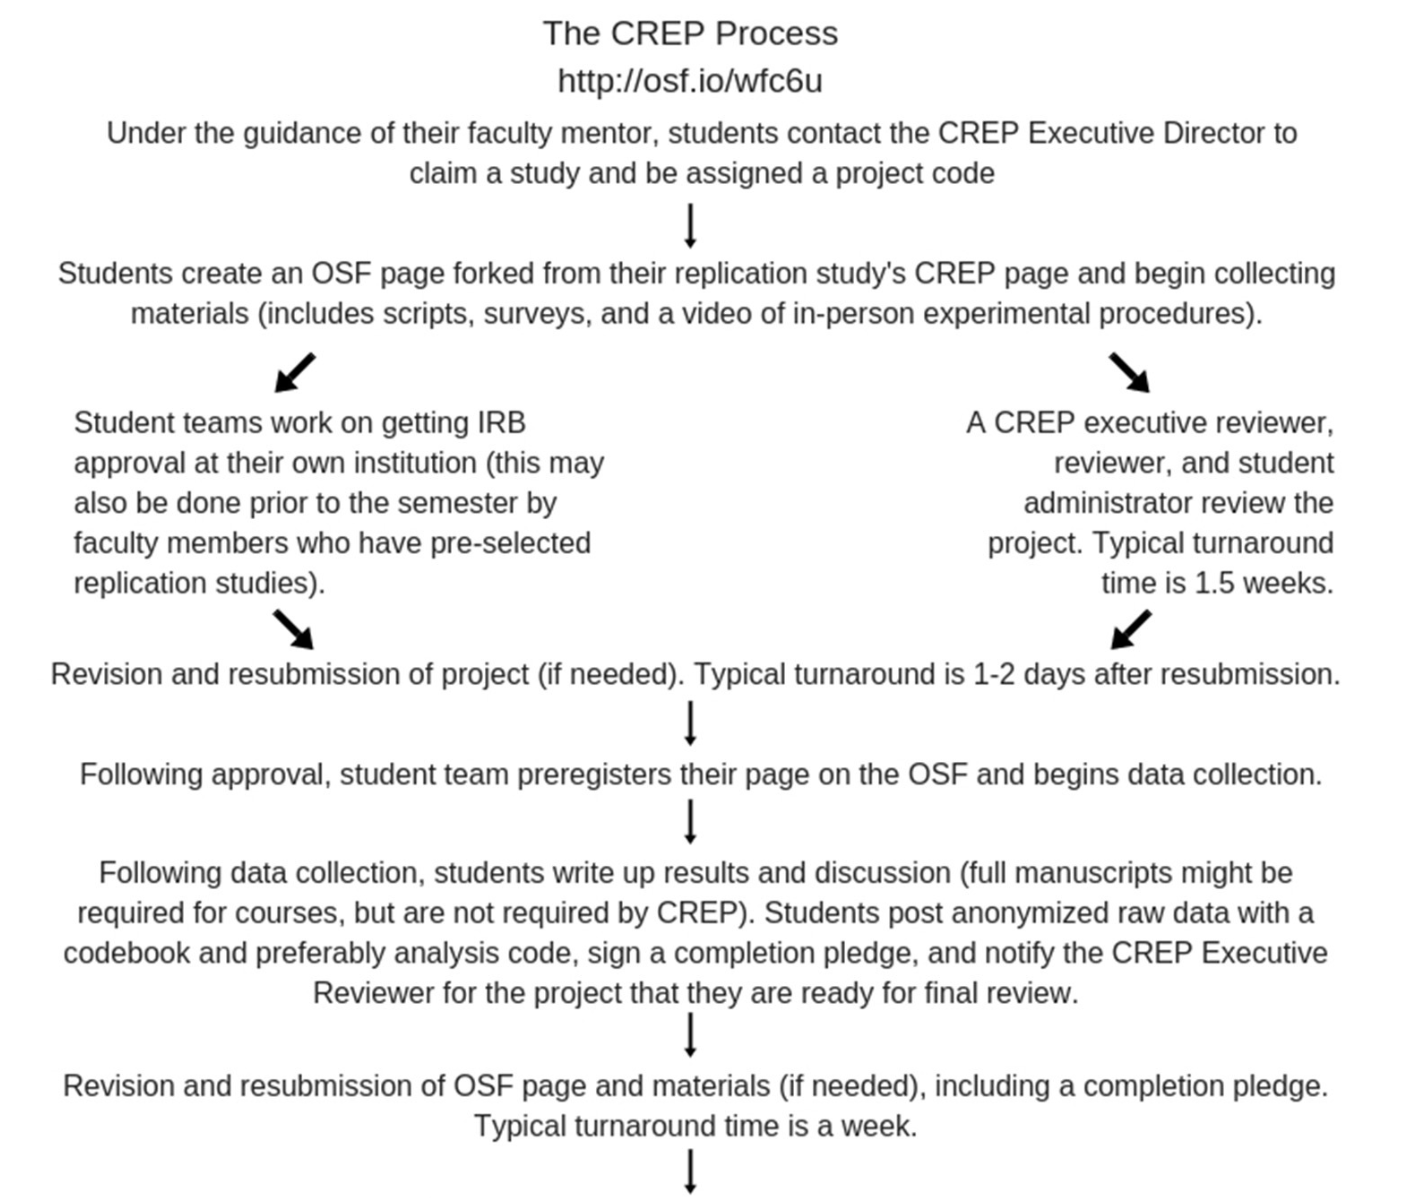 The CREP Process
http://osf.io/wfc6u
Under the guidance of their faculty mentor, students contact the CREP Executive Director to
claim a study and be assigned a project code
Students create an OSF page forked from their replication study's CREP page and begin collecting
materials (includes scripts, surveys, and a video of in-person experimental procedures).
Student teams work on getting IRB
approval at their own institution (this may
also be done prior to the semester by
faculty members who have pre-selected
replication studies).
A CREP executive reviewer,
reviewer, and student
administrator review the
project. Typical turnaround
time is 1.5 weeks.
Revision and resubmission of project (if needed). Typical turnaround is 1-2 days after resubmission.
Following approval, student team preregisters their page on the OSF and begins data collection.
Following data collection, students write up results and discussion (full manuscripts might be
required for courses, but are not required by CREP). Students post anonymized raw data with a
codebook and preferably analysis code, sign a completion pledge, and notify the CREP Executive
Reviewer for the project that they are ready for final review.
Revision and resubmission of OSF page and materials (if needed), including a completion pledge.
Typical turnaround time is a week.